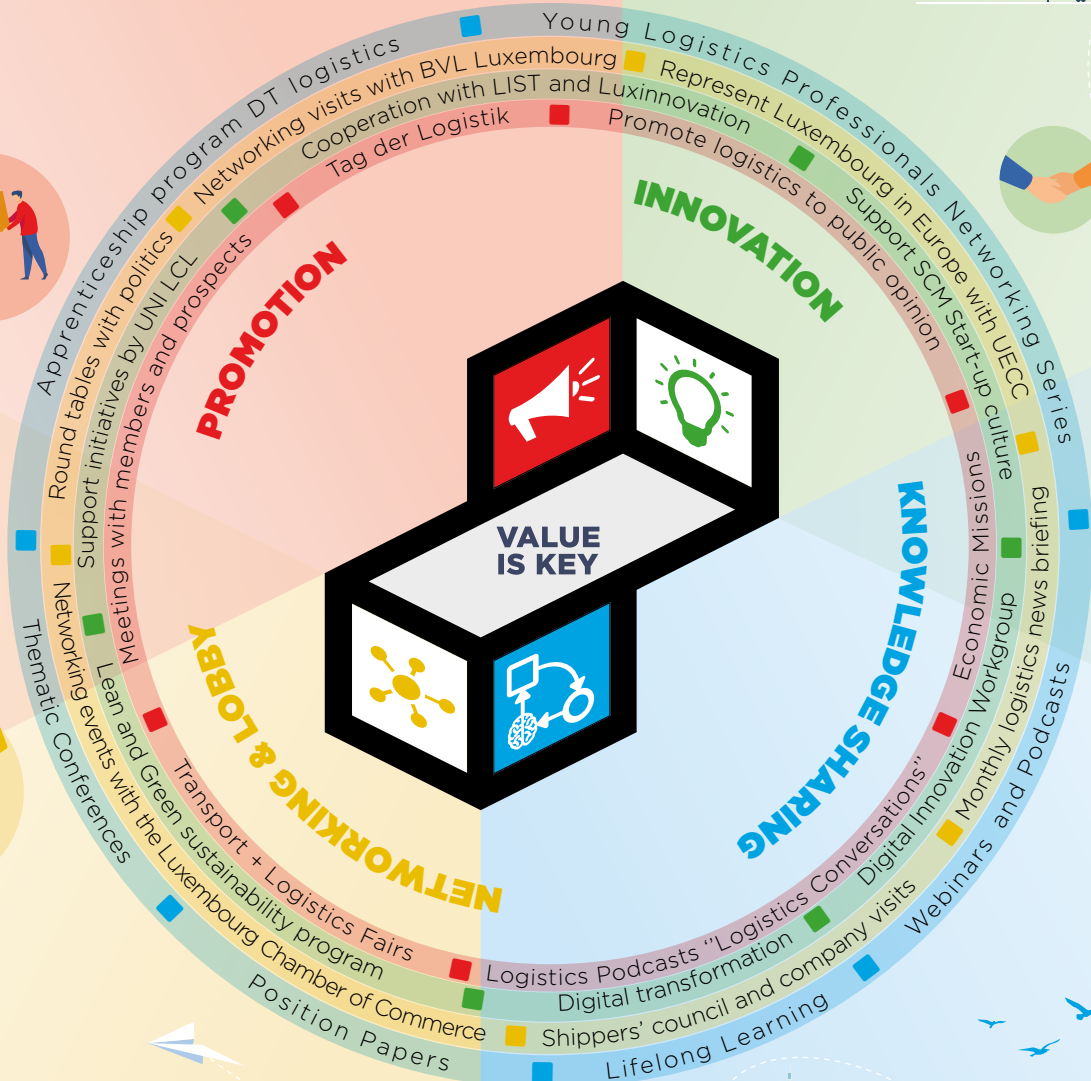 Young Logistics Professionals Networking Series
Webinars and Podcasts
Lifelong Learning
Position Papers
Thematic Conferences
Apprenticeship program DT logistics
Represent Luxembourg in Europe with UECC
Monthly logistics news briefing
Shippers’ council and company visits
Networking events with the Luxembourg Chamber of Commerce
Round tables with politics
Networking visits with BVL Luxembourg
Cooperation with LIST and Luxinnovation
Support SCM Start-up culture
Digital Innovation Workgroup
Digital transformation
Lean and Green sustainability program
Support initiatives by UNI LCL
Tag der Logistik
Promote logistics to public opinion
Economic Missions
Logistics Podcasts ‘’Logistics Conversations’’
Transport + Logistics Fairs
Meetings with members and prospects
PROMOTION
INNOVATION
KNOWLEDGE SHARING
NETWORKING & LOBBY
VALUE
IS KEY